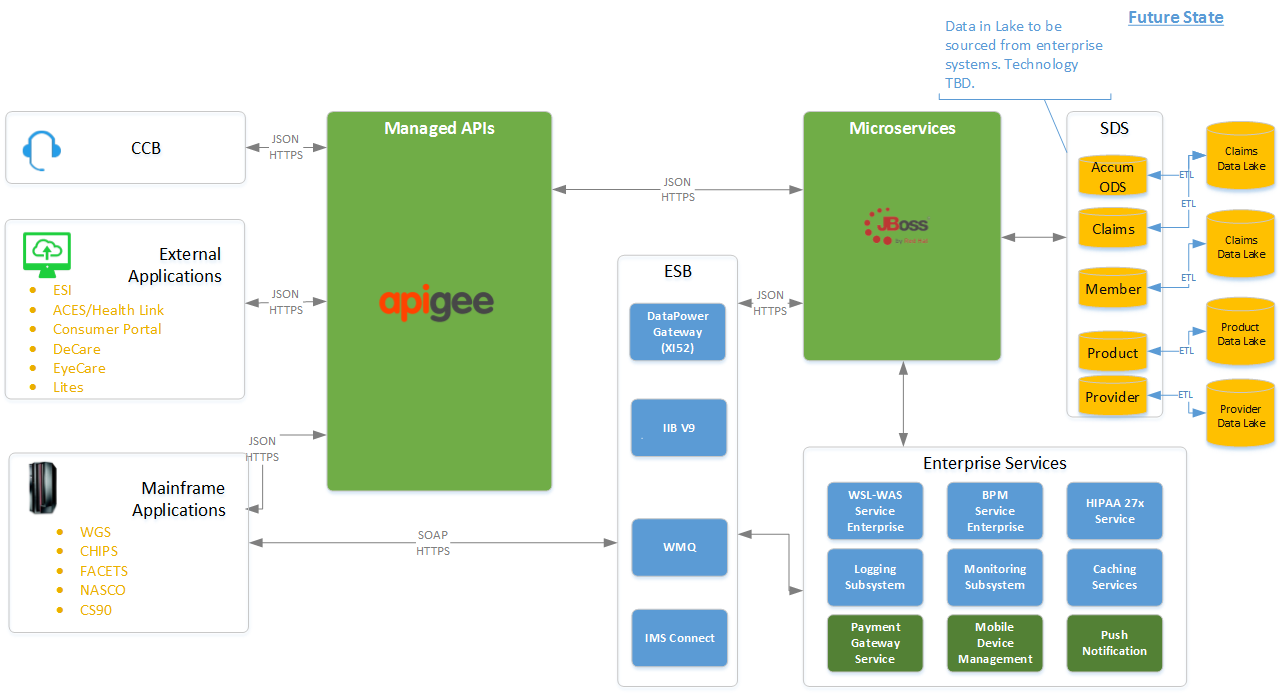 Future State
Data in Lake to be
sourced from enterprise
systems. Technology
TBD.
CCB
JSON
HTTPS
Managed APIs
apigee
JSON
HTTPS
Microservices
JBoss
by Red Hat
SDS
Accum
ODS
Claims
Member
Product
Provider
ETL
ETL
ETL
ETL
ETL
Claims
Data Lake
Claims
Data Lake
Product
Data Lake
Provider
Data Lake
External
Applications
• ESI
• ACES/Health LInk
• Consumer Portal
• DeCare
• EyeCare
• Lites
JSON
HTTPS
ESB
DataPower
Gateway
(XI52)
IIB V9
WMQ
IMS Connect
JSON
HTTPS
Mainframe
Applications
• WGS
• CHIPS
• FACETS
• NASCO
• CS90
JSON
HTTPS
SOAP
HTTPS
Enterprise Services
WSL-WAS
Service
Enterprise
BPM
Service
Enterprise
HIPAA 27x
Service
Logging
Subsystem
Monitoring
Subsystem
Caching
Services
Payment
Gateway
Service
Mobile
Device
Management
Push
Notification